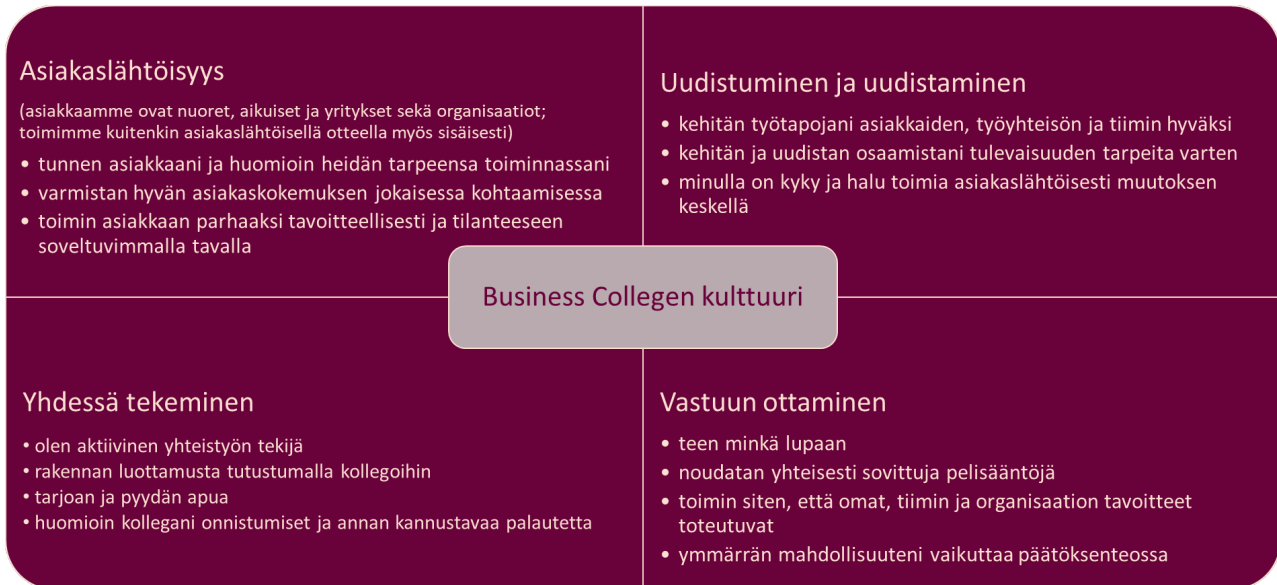 Asiakaslähtöisyys
(asiakkaamme ovat nuoret, aikuiset ja yritykset sekä organisaatiot;
toimimme kuitenkin asiakaslähtöisellä otteella myös sisäisesti)
• tunnen asiakkaani ja huomioin heidän tarpeensa toiminnassani
• varmistan hyvän asiakaskokemuksen jokaisessa kohtaamisessa
• toimin asiakkaan parhaaksi tavoitteellisesti ja tilanteeseen
soveltuvimmalla tavalla
Uudistuminen ja uudistaminen
• kehitän työtapojani asiakkaiden, työyhteisön ja tiimin hyväksi
• kehitän ja uudistan osaamistani tulevaisuuden tarpeita varten
• minulla on kyky ja halu toimia asiakaslähtöisesti muutoksen
keskellä
Business Collegen kulttuuri
Yhdessä tekeminen
• olen aktiivinen yhteistyön tekijä
• rakennan luottamusta tutustumalla kollegoihin
• tarjoan ja pyydän apua
• huomioin kollegani onnistumiset ja annan kannustavaa palautetta
Vastuun ottaminen
• teen minkä lupaan
• noudatan yhteisesti sovittuja pelisääntöjä
• toimin siten, että omat, tiimin ja organisaation tavoitteet
toteutuvat
• ymmärrän mahdollisuuteni vaikuttaa päätöksenteossa